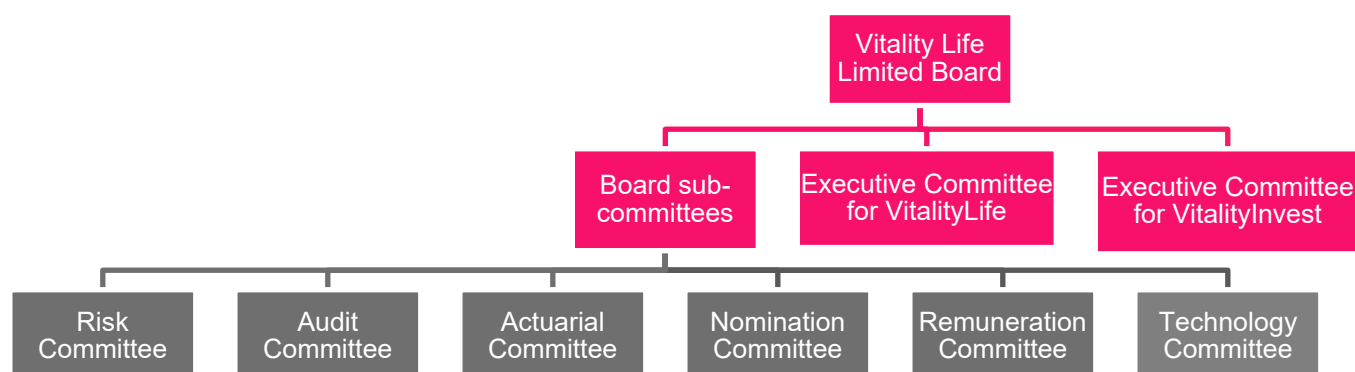 Vitality Life
Limited Board
Board sub-
committees
Executive Committee
for VitalityLife
Executive Committee
for VitalityInvest
Risk
Committee
Audit
Committee
Actuarial
Committee
Nomination
Committee
Remuneration
Committee
Technology
Committee